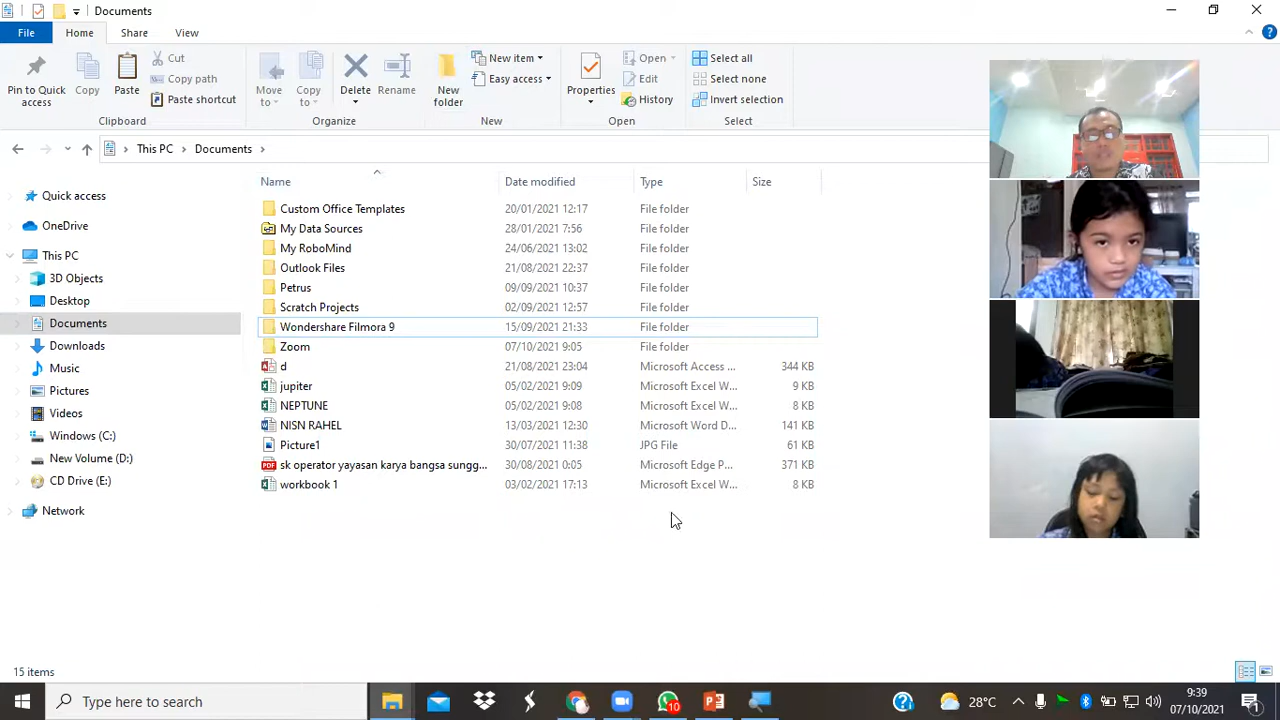 Documents
File Home Share View
Pin to Quick access
Copy
Paste
Cut
Copy path
Paste shortcut
Clipboard
Move to
Copy to
Delete
Rename
Organize
New folder
New item
Easy access
New
Properties
Open
Edit
History
Open
Select all
Select none
Invert selection
Select
This PC Documents
Name Date modified Type Size
Quick access
OneDrive
This PC
3D Objects
Desktop
Documents
Downloads
Music
Pictures
Videos
Windows (C:)
New Volume (D:)
CD Drive (E:)
Network
Custom Office Templates 20/01/2021 12:17 File folder
My Data Sources 28/01/2021 7:56 File folder
My RoboMind 24/06/2021 13:02 File folder
Outlook Files 21/08/2021 22:37 File folder
Petrus 09/09/2021 10:37 File folder
Scratch Projects 02/09/2021 12:57 File folder
Wondershare Filmora 9 15/09/2021 21:33 File folder
Zoom 07/10/2021 9:05 File folder
d 21/08/2021 23:04 Microsoft Access ... 344 KB
jupiter 05/02/2021 9:09 Microsoft Excel W... 9 KB
NEPTUNE 05/02/2021 9:08 Microsoft Excel W... 8 KB
NISN RAHEL 13/03/2021 12:30 Microsoft Word D... 141 KB
Picture1 30/07/2021 11:38 JPG File 61 KB
PDF sk operator yayasan karya bangsa sungg... 30/08/2021 0:05 Microsoft Edge P... 371 KB
workbook 1 03/02/2021 17:13 Microsoft Excel W... 8 KB
15 items
Type here to search
10
28°C
9:39
07/10/2021
1